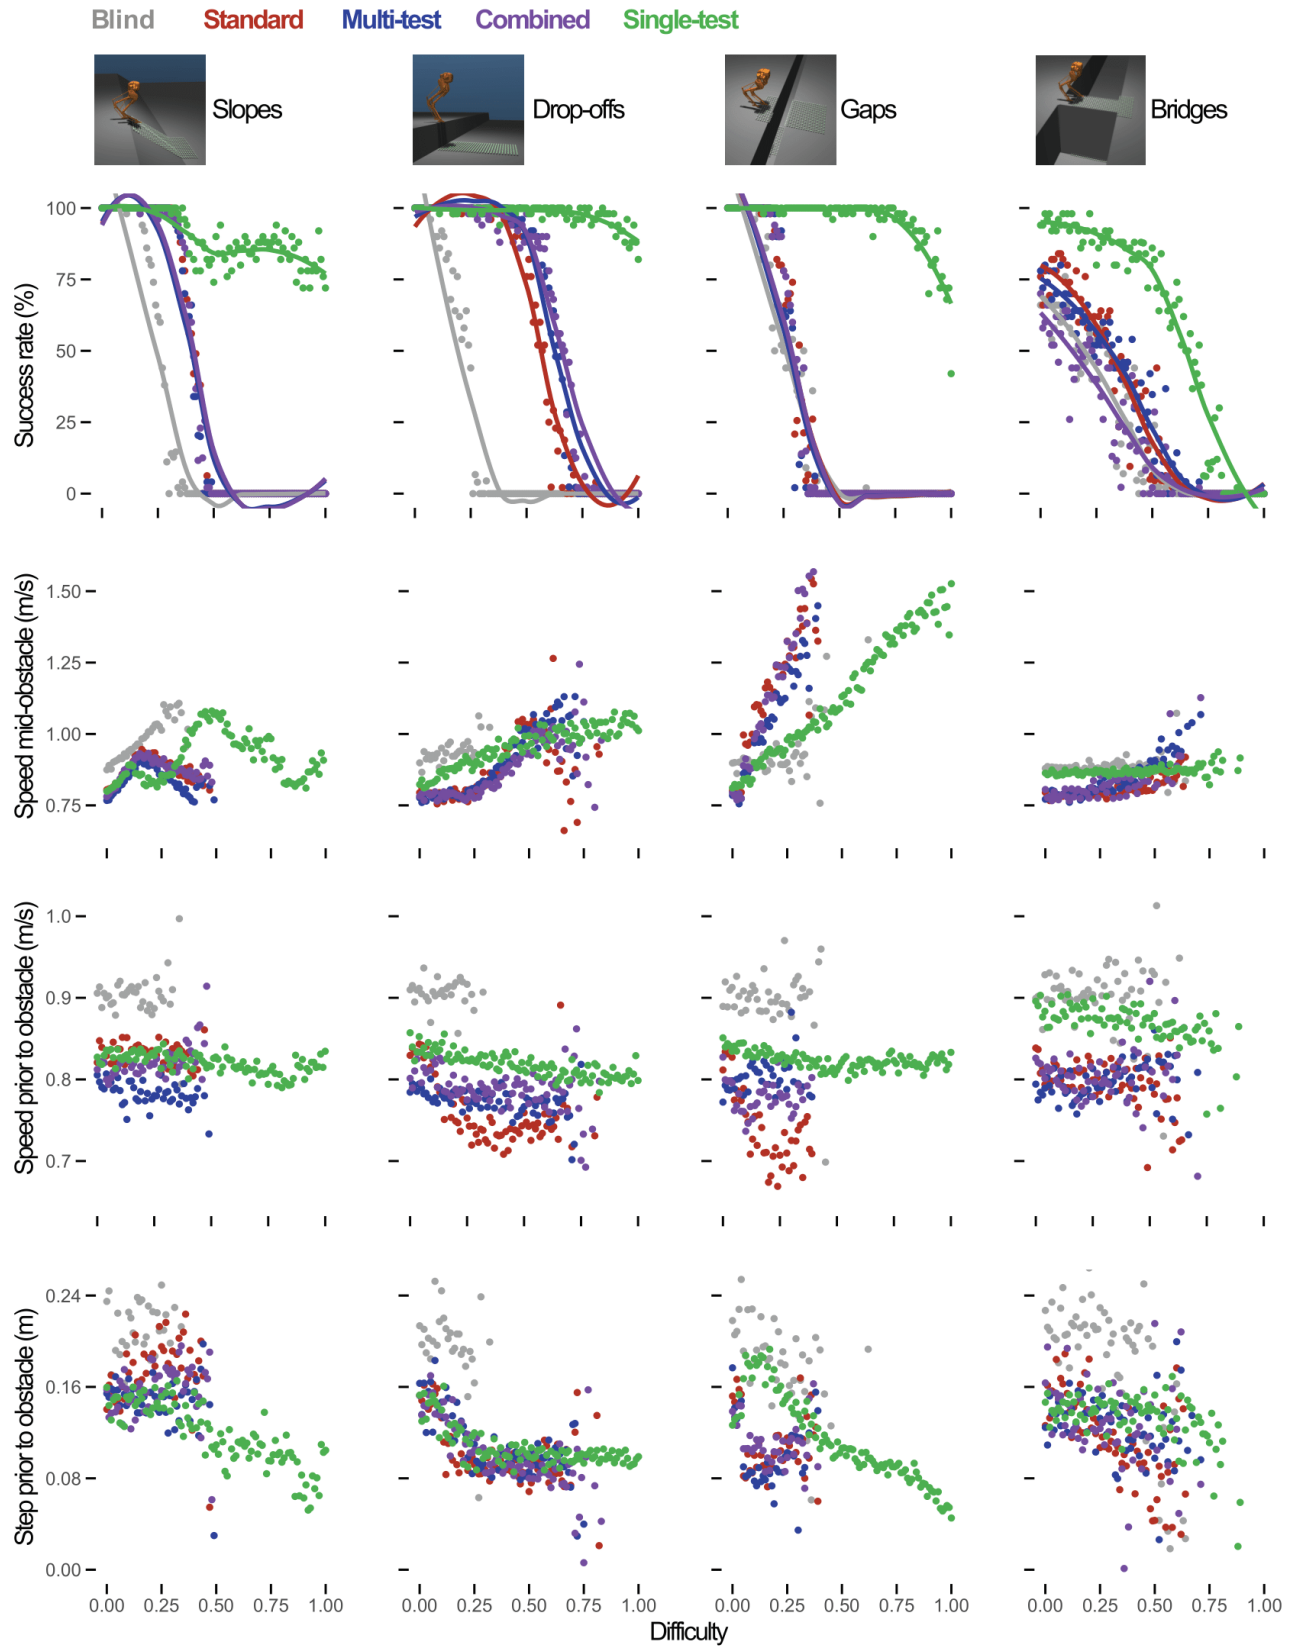 Blind Standard Multi-test Combined Single-test
Slopes Drop-offs Gaps Bridges
Success rate (%)
100
75
50
25
0
Speed mid-obstacle (m/s)
1.50
1.25
1.00
0.75
Speed prior to obstacle (m/s)
1.0
0.9
0.8
0.7
Step prior to obstacle (m)
0.24
0.16
0.08
0.00
0.00 0.25 0.50 0.75 1.00 0.00 0.25 0.50 0.75 1.00 0.00 0.25 0.50 0.75 1.00 0.00 0.25 0.50 0.75 1.00
Difficulty